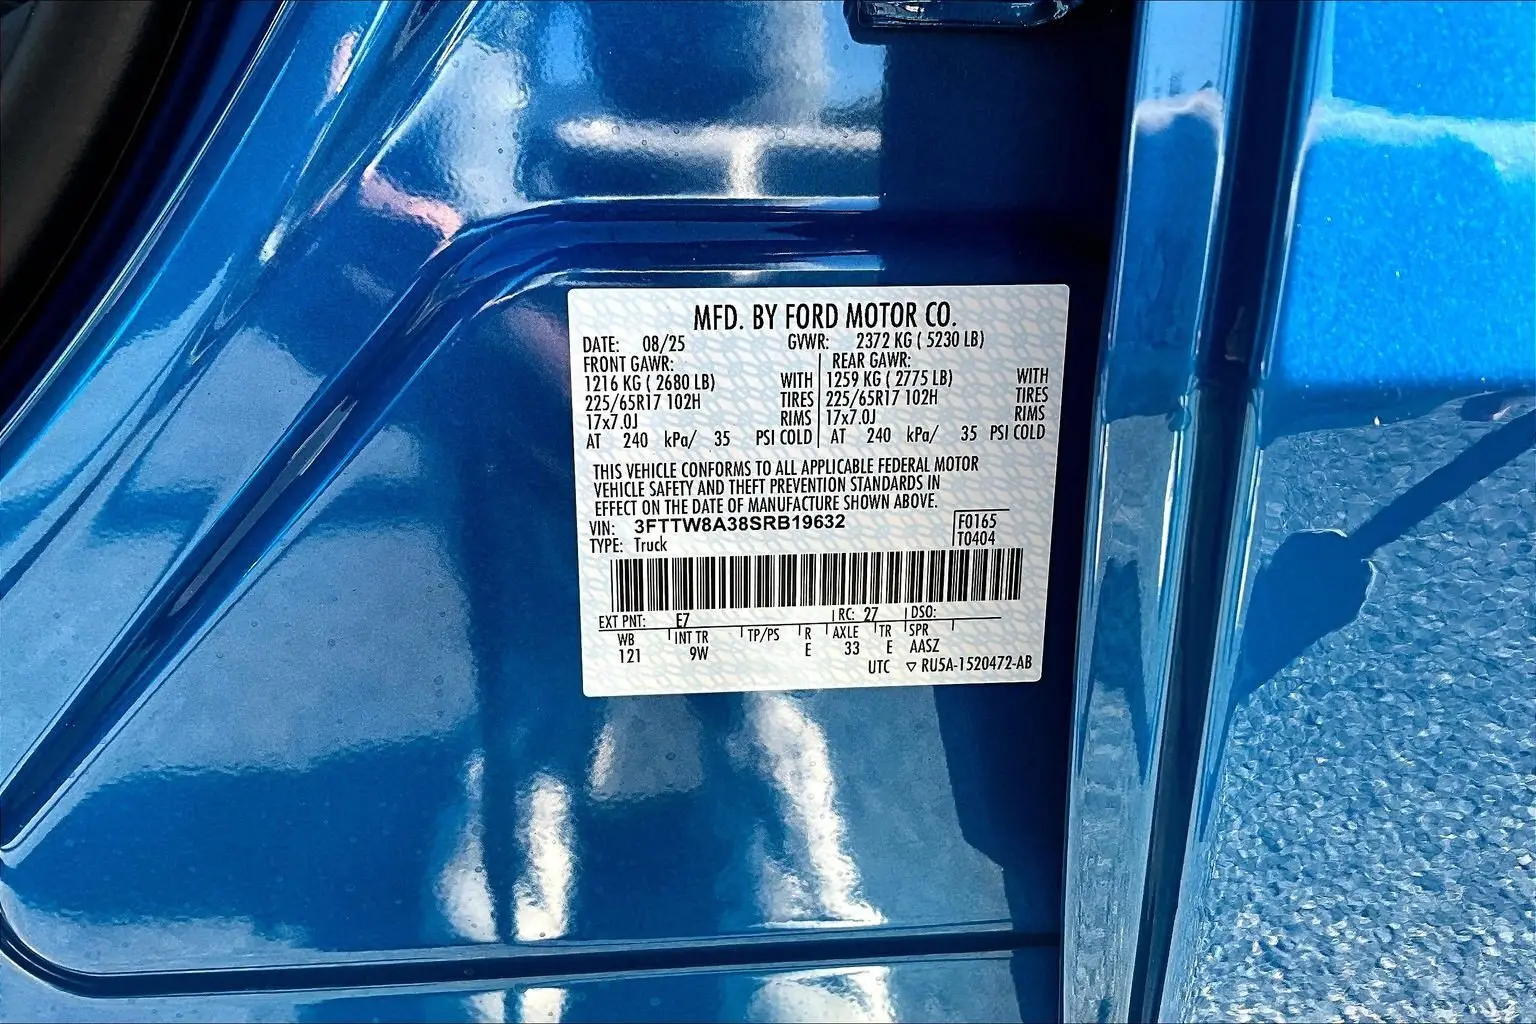 MFD. BY FORD MOTOR CO.
DATE: 08/25 GVWR: 2372 KG ( 5230 LB)
FRONT GAWR: REAR GAWR:
1216 KG ( 2680 LB) WITH 1259 KG ( 2775 LB) WITH
225/65R17 102H TIRES 225/65R17 102H TIRES
17x7.0J RIMS 17x7.0J RIMS
AT 240 kPa/ 35 PSI COLD AT 240 kPa/ 35 PSI COLD
THIS VEHICLE CONFORMS TO ALL APPLICABLE FEDERAL MOTOR
VEHICLE SAFETY AND THEFT PREVENTION STANDARDS IN
EFFECT ON THE DATE OF MANUFACTURE SHOWN ABOVE.
VIN: 3FTTW8A38SRB19632 F0165
TYPE: Truck T0404
EXT PNT: E7 RC: 27 DSO:
WB INT TR TP/PS R AXLE TR SPR
121 9W E 33 E AASZ
UTC ▽ RU5A-1520472-AB